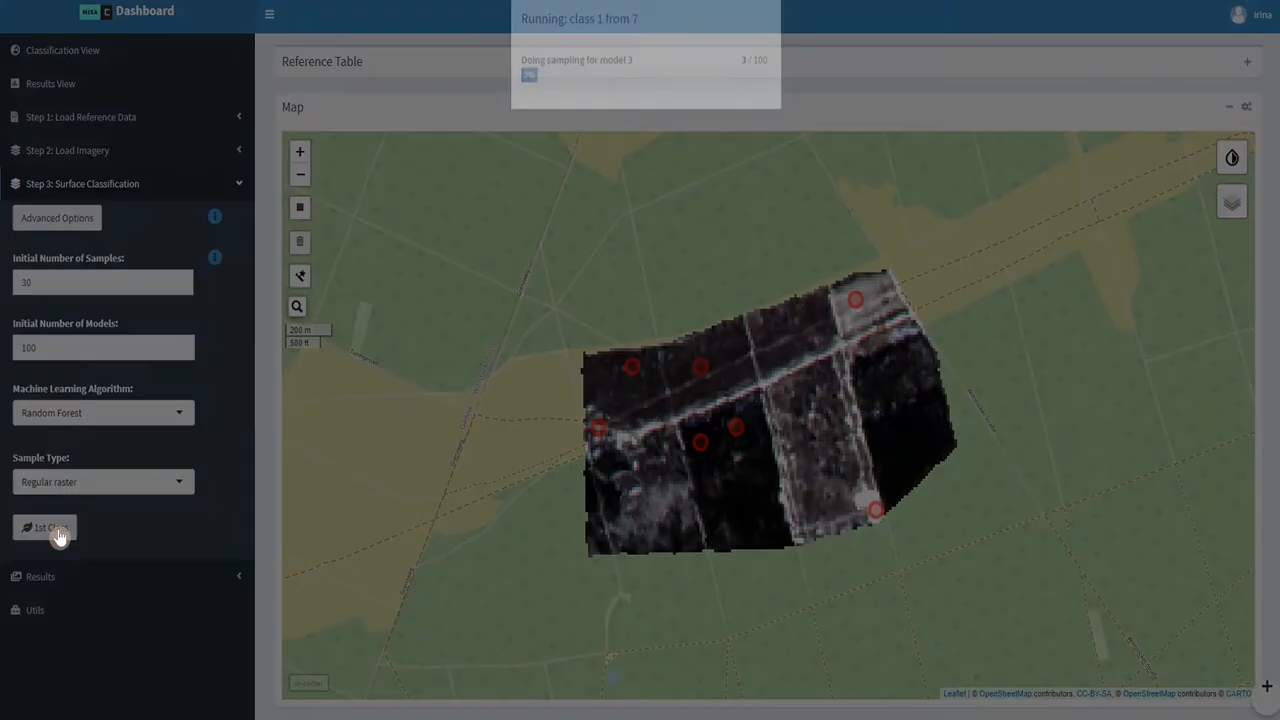 HISA C Dashboard
Irina
Classification View
Results View
Step 1: Load Reference Data
Step 2: Load Imagery
Step 3: Surface Classification
Advanced Options
Initial Number of Samples:
30
Initial Number of Models:
100
Machine Learning Algorithm:
Random Forest
Sample Type:
Regular raster
1st
Results
Utils
Running: class 1 from 7
Doing sampling for model 3 3 / 100
3%
Reference Table +
Map
+
−
200 m
500 ft
Leaflet | © OpenStreetMap contributors, CC-BY-SA, © OpenStreetMap contributors © CARTO